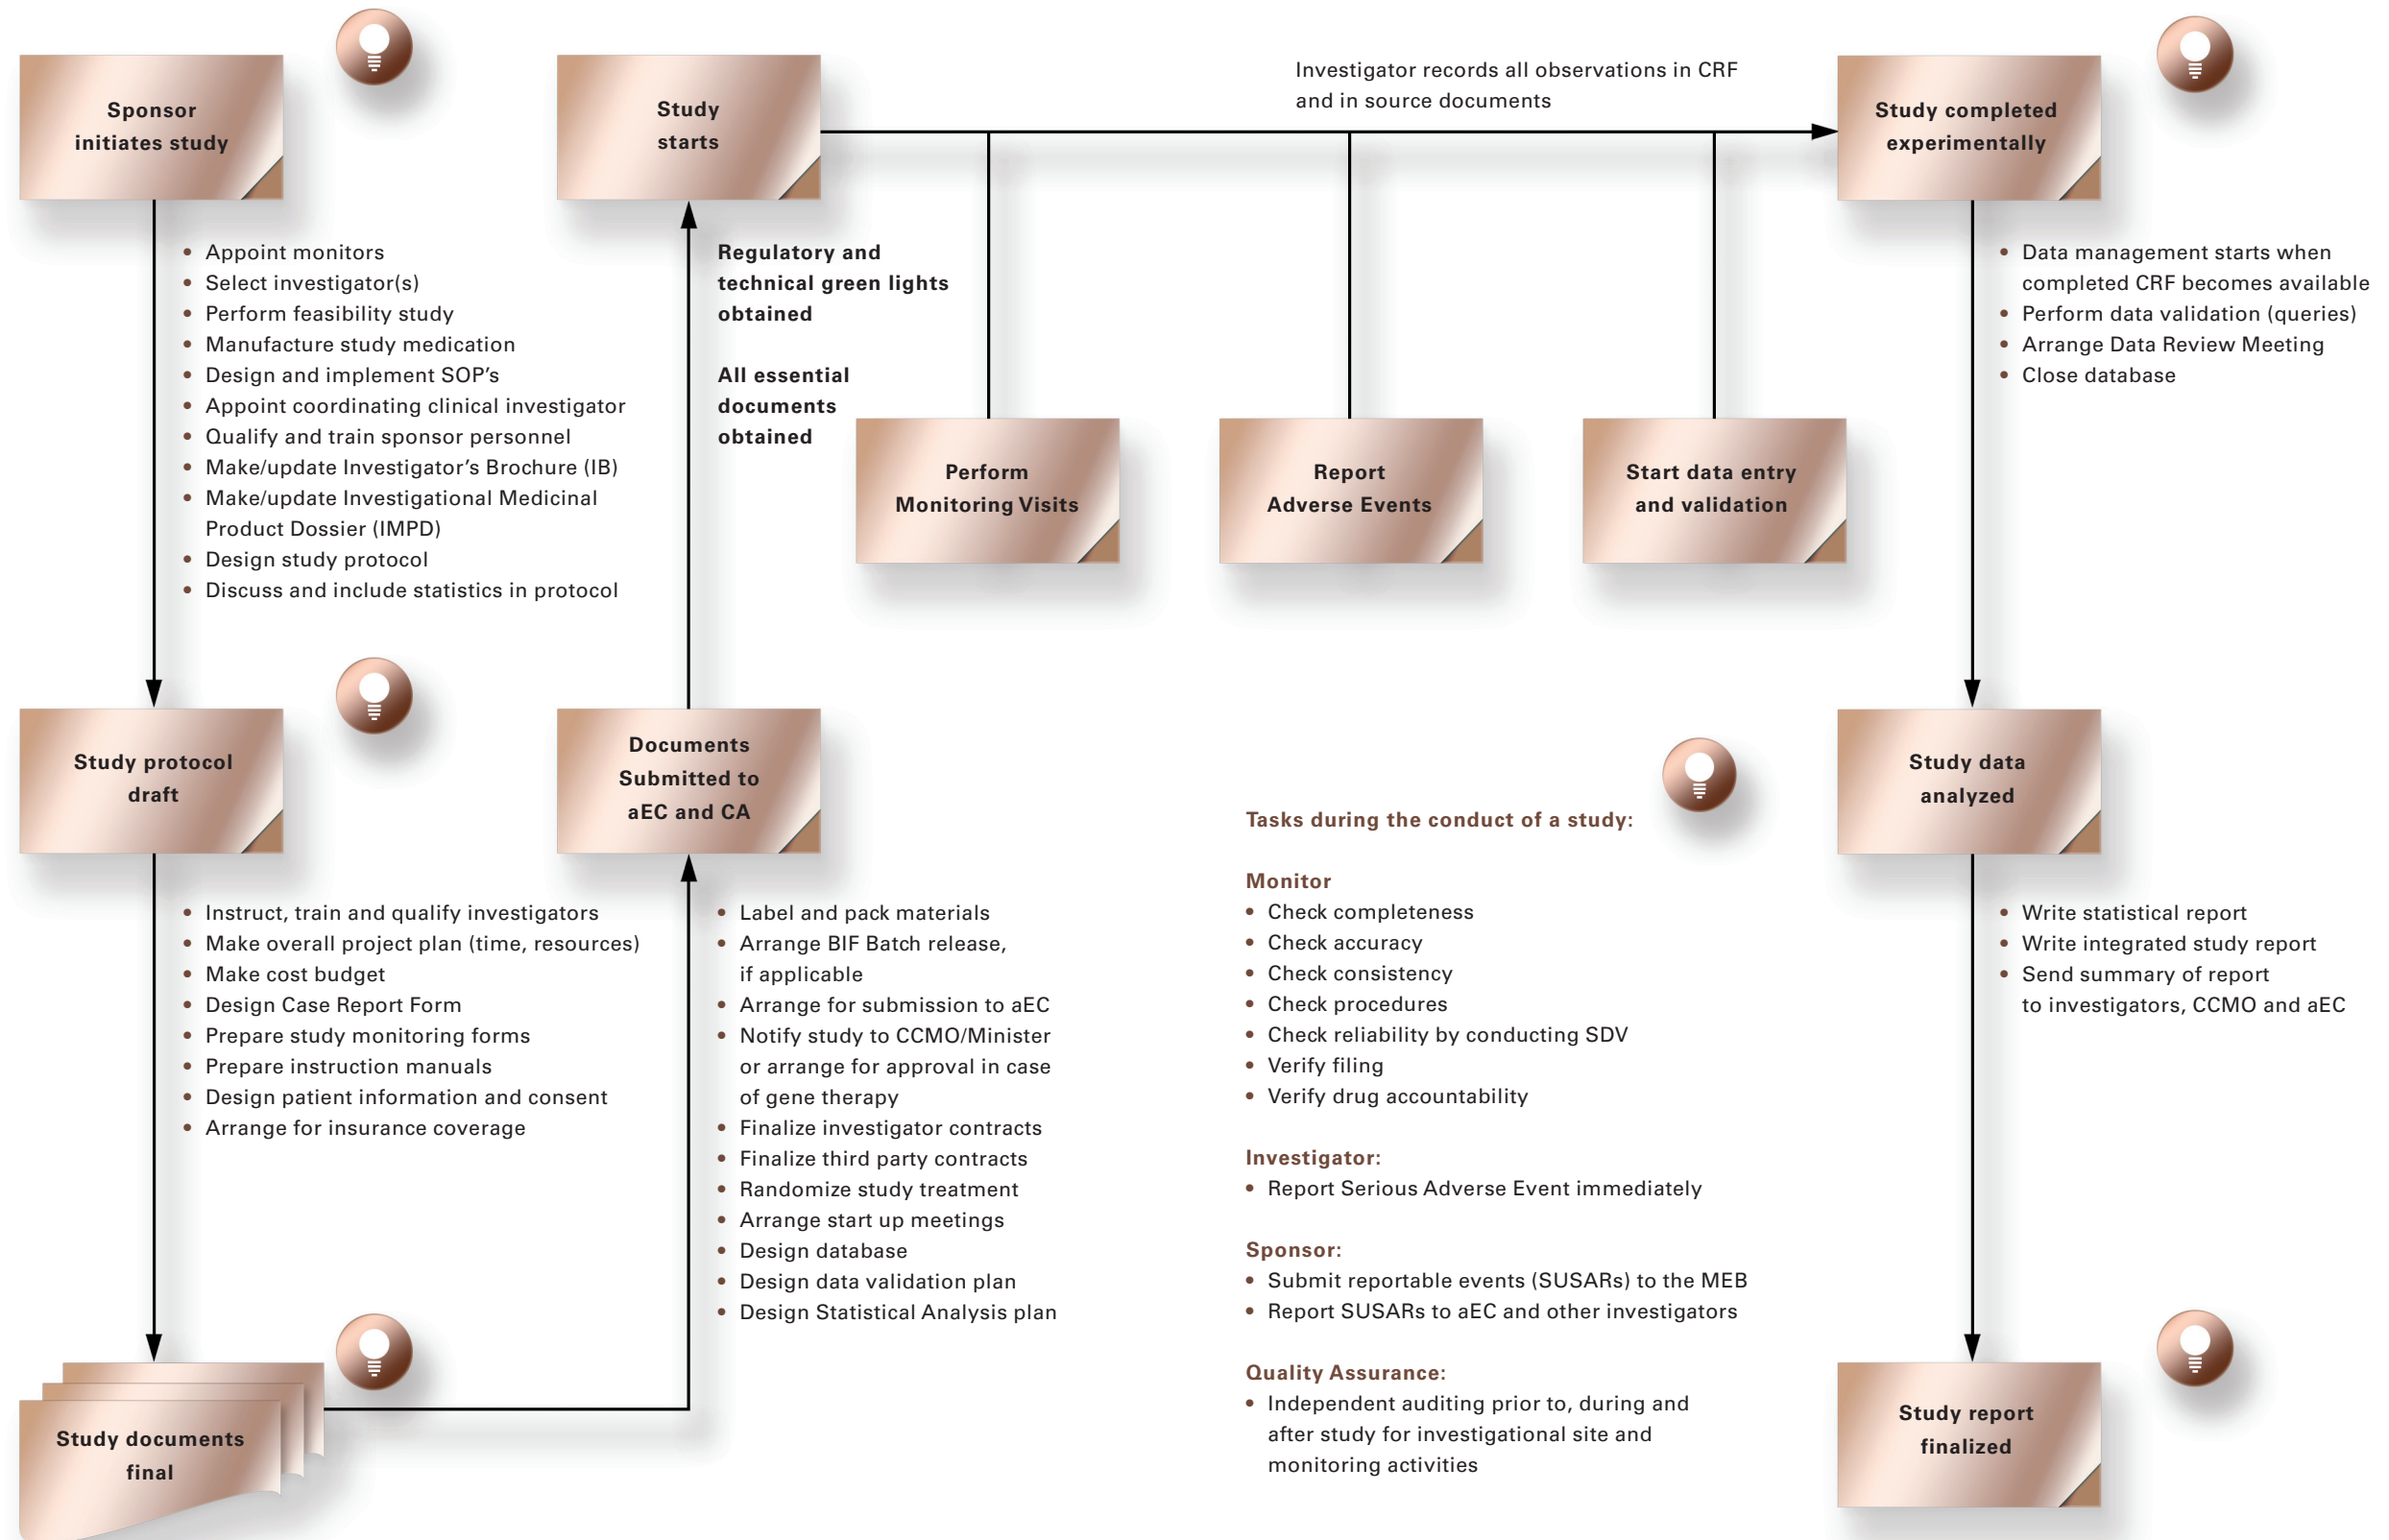 Sponsor
initiates study
• Appoint monitors
• Select investigator(s)
• Perform feasibility study
• Manufacture study medication
• Design and implement SOP’s
• Appoint coordinating clinical investigator
• Qualify and train sponsor personnel
• Make/update Investigator’s Brochure (IB)
• Make/update Investigational Medicinal
Product Dossier (IMPD)
• Design study protocol
• Discuss and include statistics in protocol
Study protocol
draft
• Instruct, train and qualify investigators
• Make overall project plan (time, resources)
• Make cost budget
• Design Case Report Form
• Prepare study monitoring forms
• Prepare instruction manuals
• Design patient information and consent
• Arrange for insurance coverage
Study documents
final
• Label and pack materials
• Arrange BIF Batch release,
if applicable
• Arrange for submission to aEC
• Notify study to CCMO/Minister
or arrange for approval in case
of gene therapy
• Finalize investigator contracts
• Finalize third party contracts
• Randomize study treatment
• Arrange start up meetings
• Design database
• Design data validation plan
• Design Statistical Analysis plan
Documents
Submitted to
aEC and CA
Regulatory and
technical green lights
obtained
All essential
documents
obtained
Study
starts
Investigator records all observations in CRF
and in source documents
Perform
Monitoring Visits
Report
Adverse Events
Start data entry
and validation
Tasks during the conduct of a study:
Monitor
• Check completeness
• Check accuracy
• Check consistency
• Check procedures
• Check reliability by conducting SDV
• Verify filing
• Verify drug accountability
Investigator:
• Report Serious Adverse Event immediately
Sponsor:
• Submit reportable events (SUSARs) to the MEB
• Report SUSARs to aEC and other investigators
Quality Assurance:
• Independent auditing prior to, during and
after study for investigational site and
monitoring activities
Study completed
experimentally
• Data management starts when
completed CRF becomes available
• Perform data validation (queries)
• Arrange Data Review Meeting
• Close database
Study data
analyzed
• Write statistical report
• Write integrated study report
• Send summary of report
to investigators, CCMO and aEC
Study report
finalized